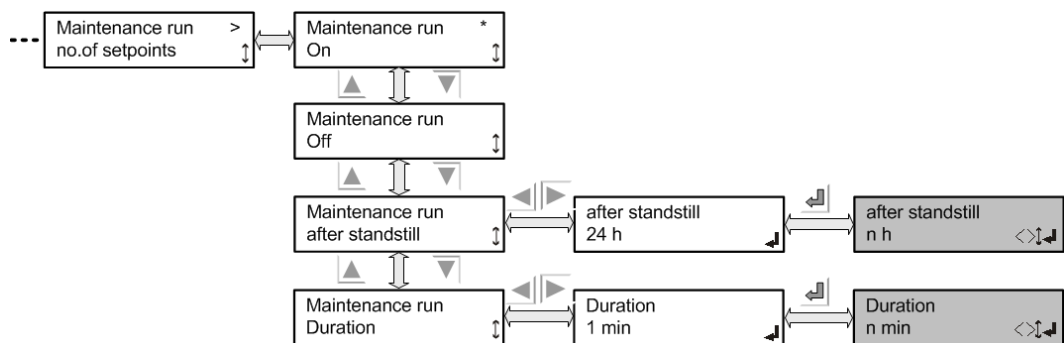 Maintenance run >
no.of setpoints
Maintenance run *
On
Maintenance run
Off
Maintenance run
after standstill
after standstill
24 h
after standstill
n h <>
Maintenance run
Duration
Duration
1 min
Duration
n min <>